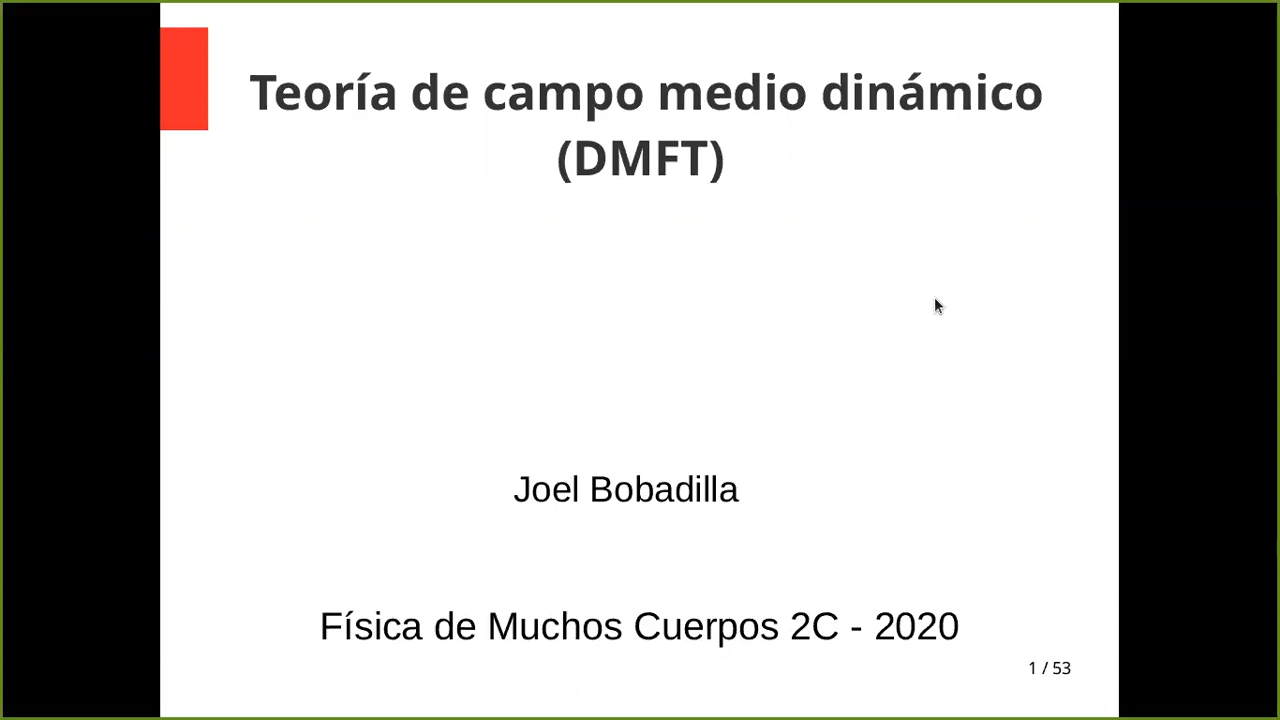 Teoría de campo medio dinámico
(DMFT)
Joel Bobadilla
Física de Muchos Cuerpos 2C - 2020
1 / 53